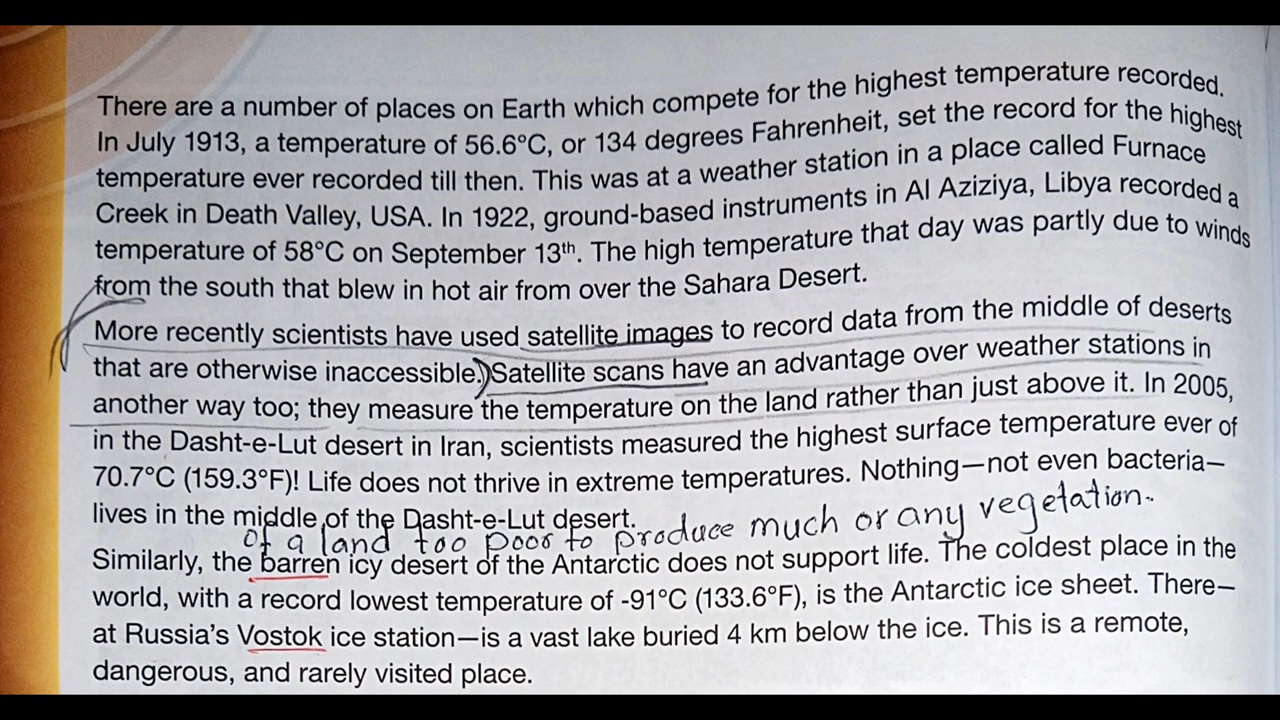 There are a number of places on Earth which compete for the highest temperature recorded.
In July 1913, a temperature of 56.6°C, or 134 degrees Fahrenheit, set the record for the highest
temperature ever recorded till then. This was at a weather station in a place called Furnace
Creek in Death Valley, USA. In 1922, ground-based instruments in Al Aziziya, Libya recorded a
temperature of 58°C on September 13th. The high temperature that day was partly due to winds
from the south that blew in hot air from over the Sahara Desert.
More recently scientists have used satellite images to record data from the middle of deserts
that are otherwise inaccessible. Satellite scans have an advantage over weather stations in
another way too; they measure the temperature on the land rather than just above it. In 2005,
in the Dasht-e-Lut desert in Iran, scientists measured the highest surface temperature ever of
70.7°C (159.3°F)! Life does not thrive in extreme temperatures. Nothing—not even bacteria—
lives in the middle of the Dasht-e-Lut desert.
of a land too poor to produce much or any vegetation.
Similarly, the barren icy desert of the Antarctic does not support life. The coldest place in the
world, with a record lowest temperature of -91°C (133.6°F), is the Antarctic ice sheet. There—
at Russia's Vostok ice station—is a vast lake buried 4 km below the ice. This is a remote,
dangerous, and rarely visited place.